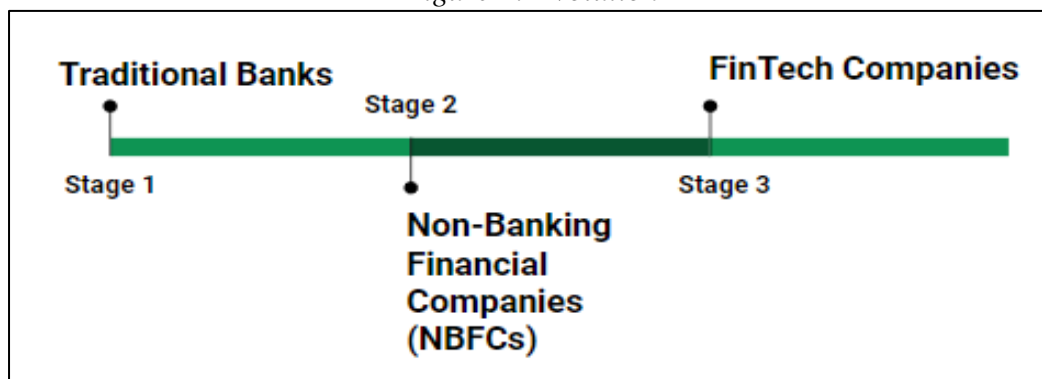 Traditional Banks
FinTech Companies
Stage 2
Stage 1
Stage 3
Non-Banking
Financial
Companies
(NBFCs)